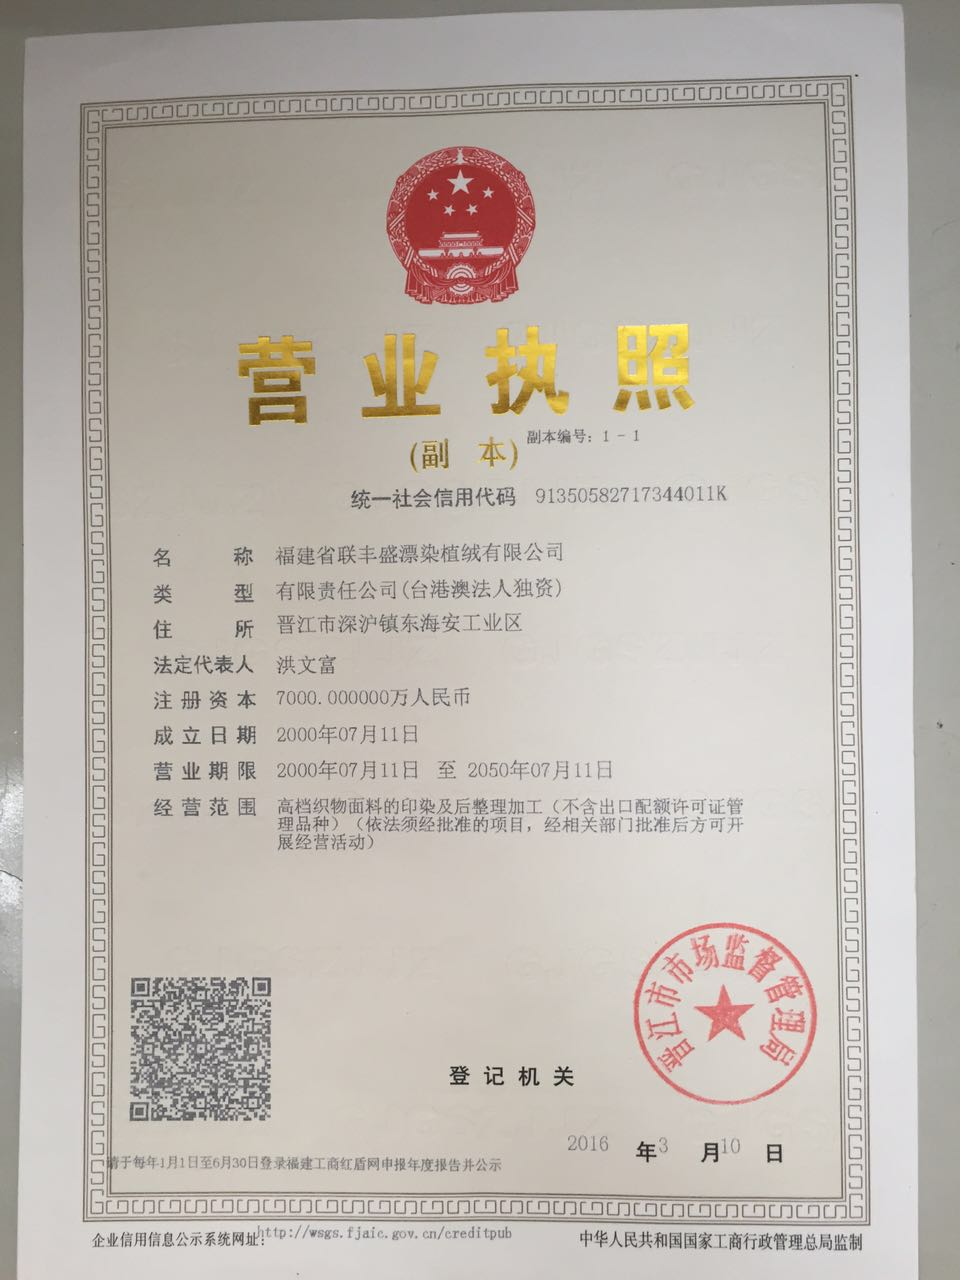 营业执照
(副 本)
副本编号：1-1
统一社会信用代码 91350582717344011K
名称 福建省联丰盛漂染植绒有限公司
类型 有限责任公司(台港澳法人独资)
住所 晋江市深沪镇东海安工业区
法定代表人 洪文富
注册资本 7000.000000万人民币
成立日期 2000年07月11日
营业期限 2000年07月11日 至 2050年07月11日
经营范围 高档织物面料的印染及后整理加工（不含出口配额许可证管
理品种）（依法须经批准的项目，经相关部门批准后方可开
展经营活动）
晋江市市场监督管理局
登记机关
2016 年3 月10 日
请于每年1月1日至6月30日登录福建工商红盾网申报年度报告并公示
企业信用信息公示系统网址：http://wsgs.fjaic.gov.cn/creditpub
中华人民共和国国家工商行政管理总局监制